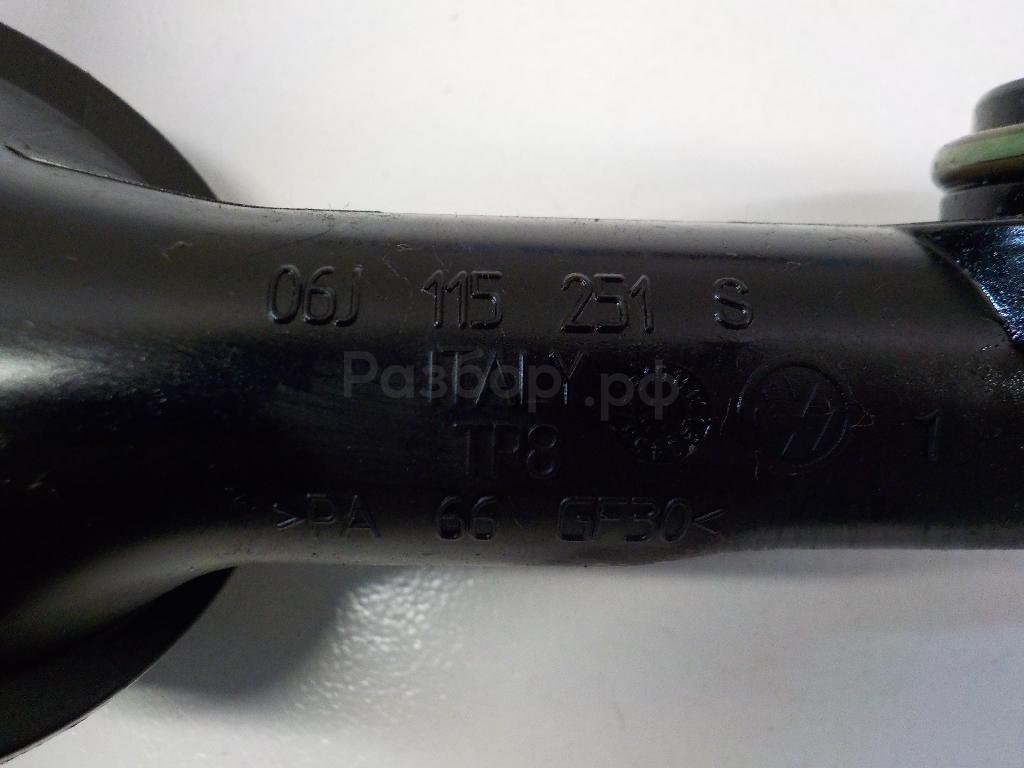 06J 115 251 S
ITALY
Разбор.рф
TP8
1
>PA 66 GF30<